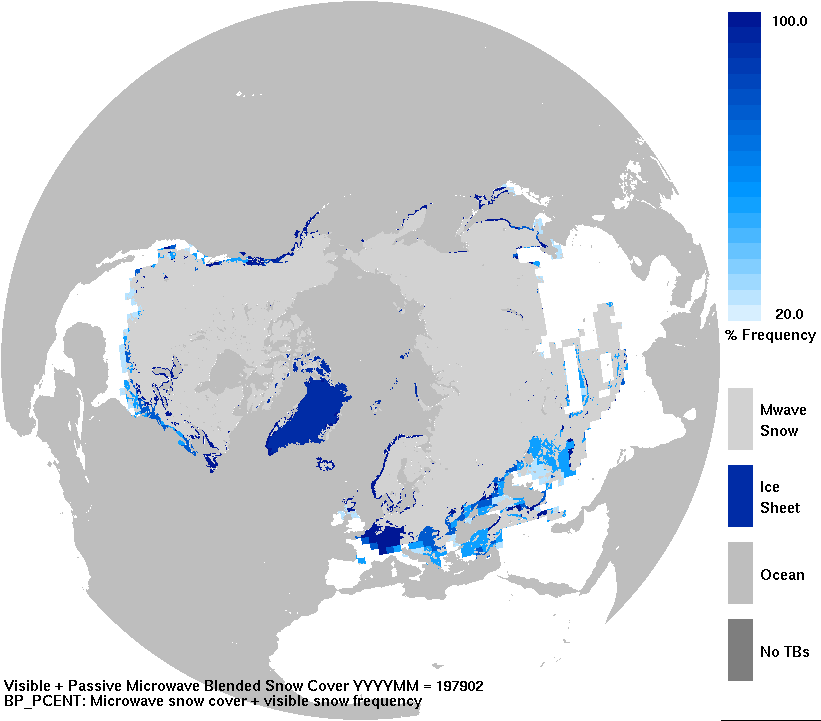 100.0
20.0
% Frequency
Mwave
Snow
Ice
Sheet
Ocean
No TBs
Visible + Passive Microwave Blended Snow Cover YYYYMM = 197902
BP_PCENT: Microwave snow cover + visible snow frequency